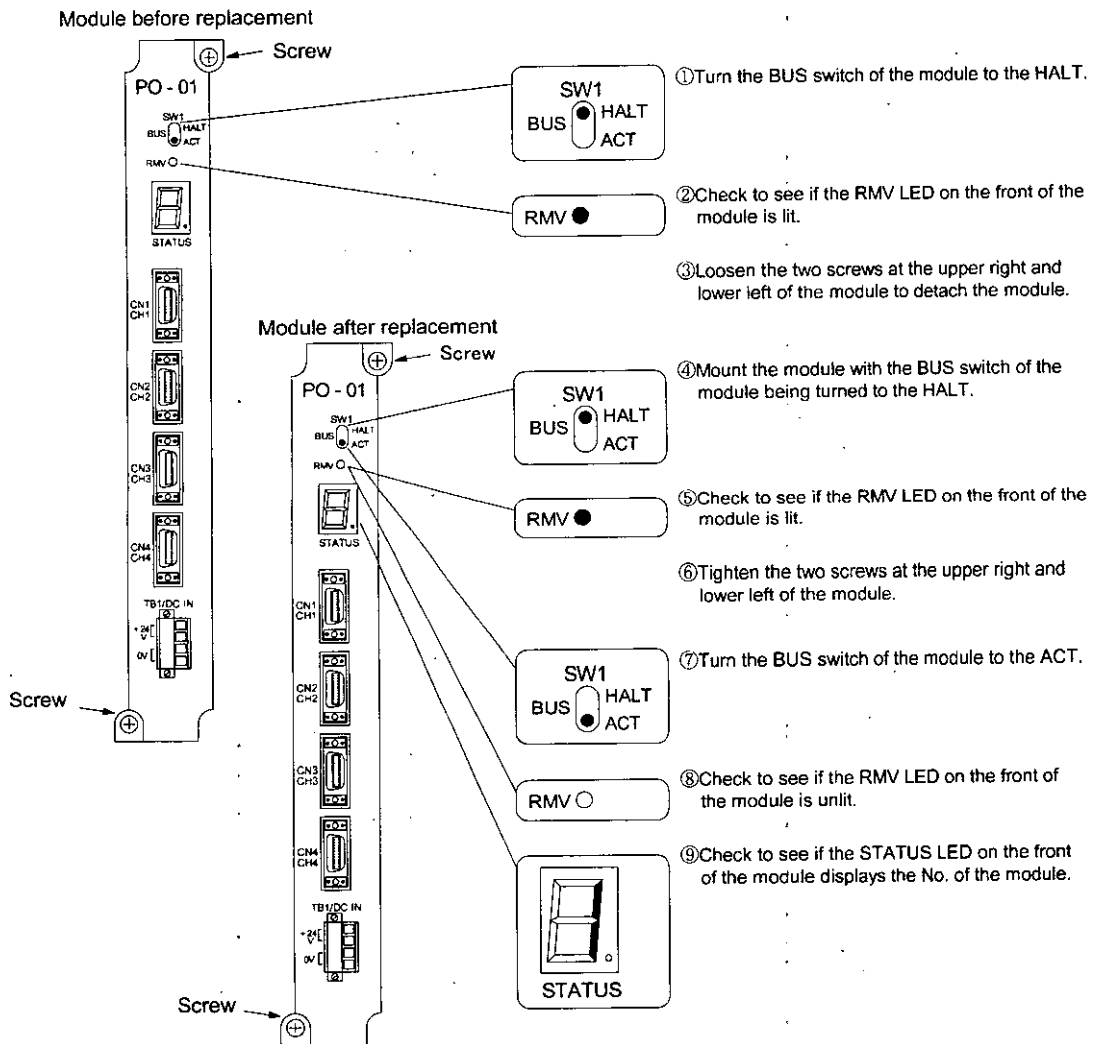 Module before replacement
Screw
PO - 01
SW1
BUS
HALT
ACT
RMV
STATUS
CN1
CH1
CN2
CH2
CN3
CH3
CN4
CH4
TB1/DC IN
+24
V
0V
Screw
Module after replacement
Screw
PO - 01
SW1
BUS
HALT
ACT
RMV
STATUS
CN1
CH1
CN2
CH2
CN3
CH3
CN4
CH4
TB1/DC IN
+24
V
0V
Screw
SW1
BUS
HALT
ACT
①Turn the BUS switch of the module to the HALT.
RMV
②Check to see if the RMV LED on the front of the
module is lit.
③Loosen the two screws at the upper right and
lower left of the module to detach the module.
SW1
BUS
HALT
ACT
④Mount the module with the BUS switch of the
module being turned to the HALT.
RMV
⑤Check to see if the RMV LED on the front of the
module is lit.
⑥Tighten the two screws at the upper right and
lower left of the module.
SW1
BUS
HALT
ACT
⑦Turn the BUS switch of the module to the ACT.
RMV
⑧Check to see if the RMV LED on the front of
the module is unlit.
STATUS
⑨Check to see if the STATUS LED on the front
of the module displays the No. of the module.